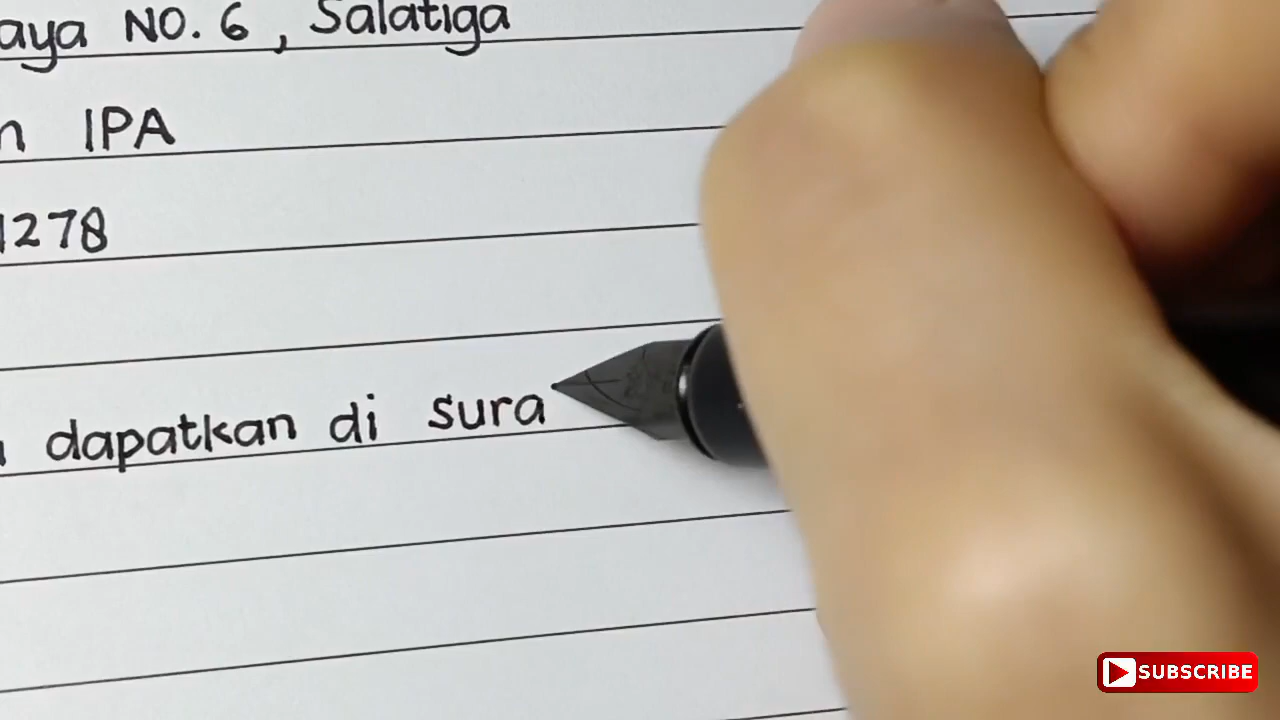 aya NO. 6, Salatiga
n IPA
1278
dapatkan di sura
SUBSCRIBE